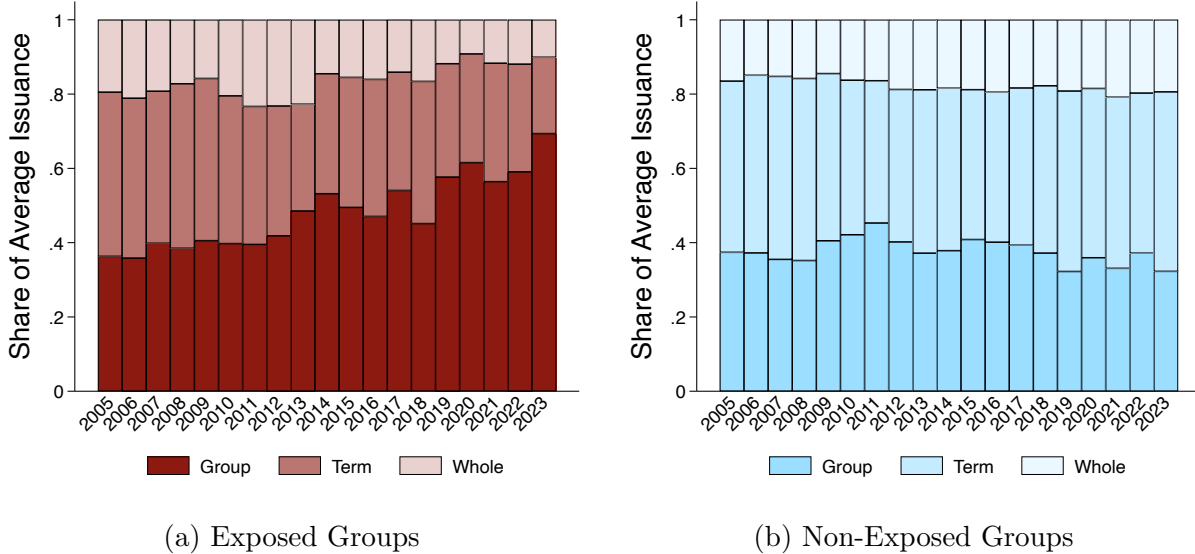 Share of Average Issuance
1
.8
.6
.4
.2
0
2005 2006 2007 2008 2009 2010 2011 2012 2013 2014 2015 2016 2017 2018 2019 2020 2021 2022 2023
Group Term Whole
(a) Exposed Groups
Share of Average Issuance
1
.8
.6
.4
.2
0
2005 2006 2007 2008 2009 2010 2011 2012 2013 2014 2015 2016 2017 2018 2019 2020 2021 2022 2023
Group Term Whole
(b) Non-Exposed Groups